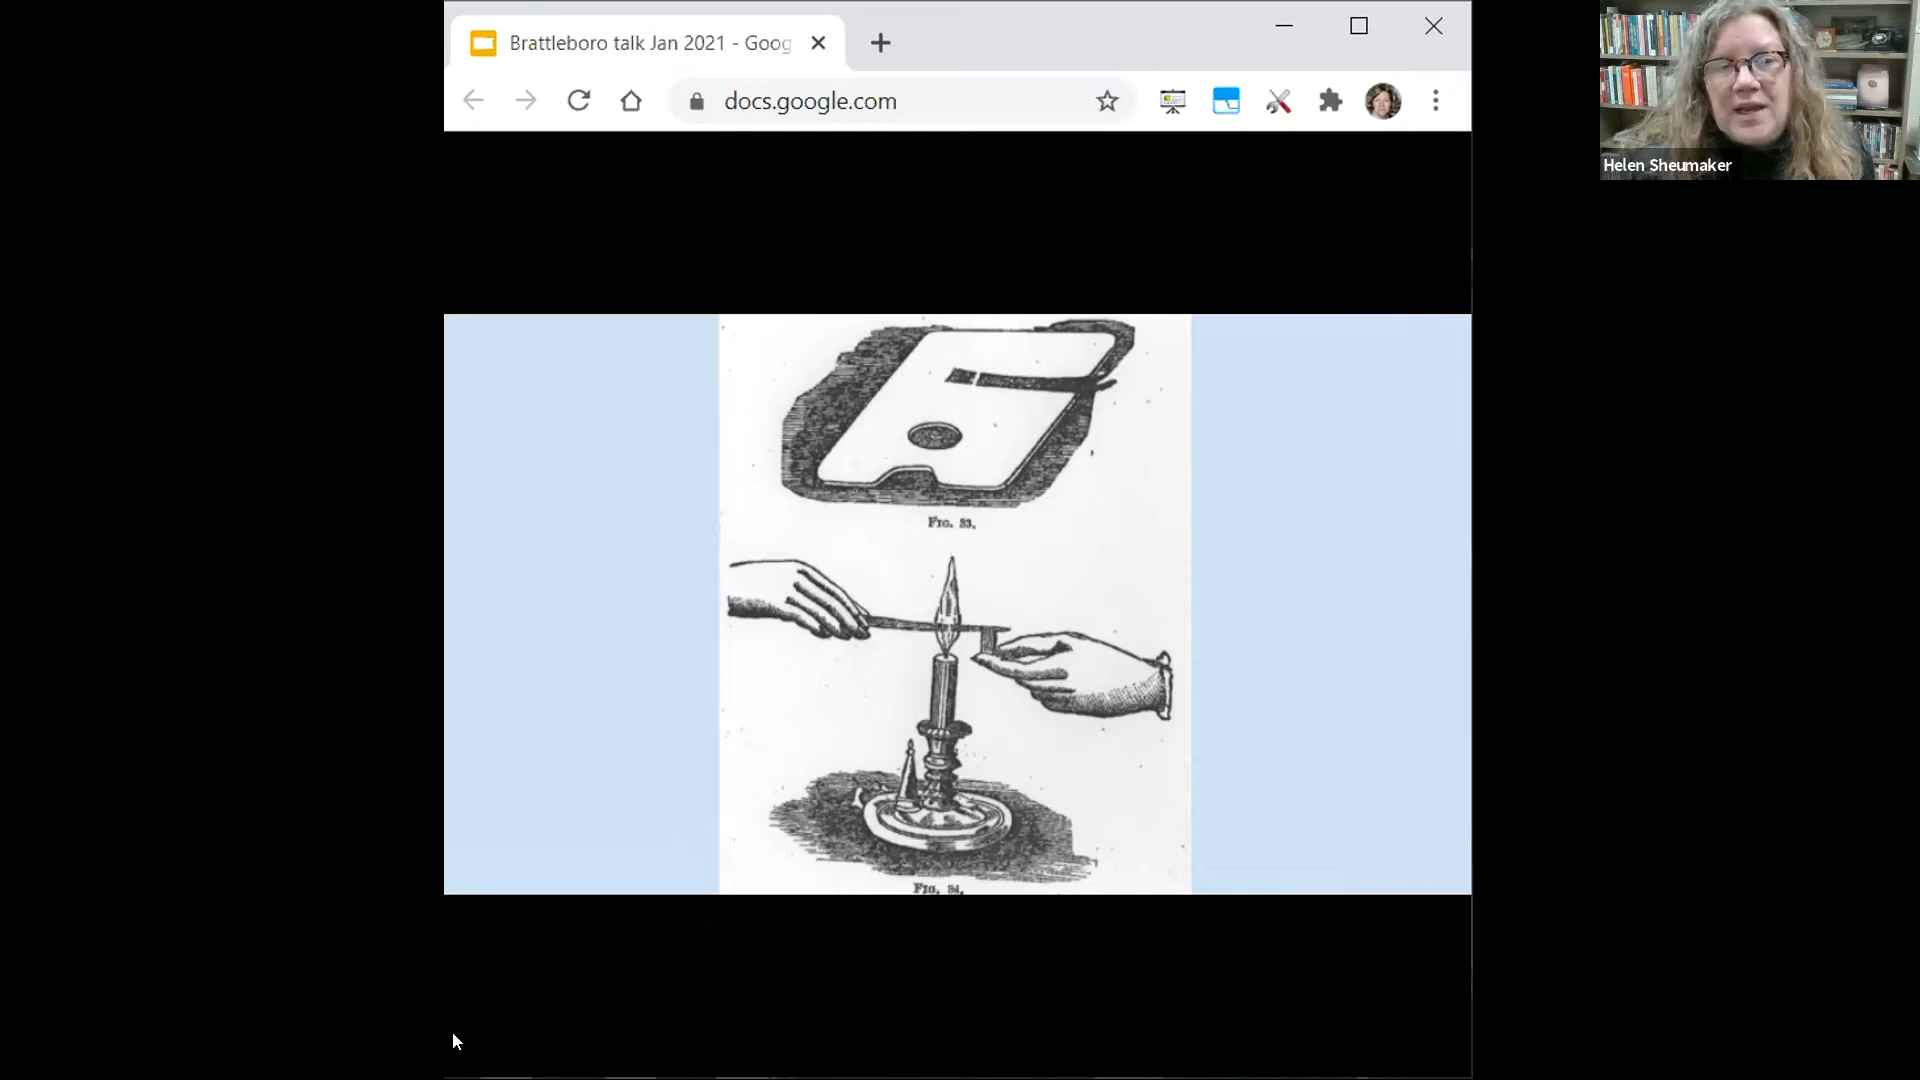 Brattleboro talk Jan 2021 - Goog
docs.google.com
Helen Sheumaker
FIG. 33.
FIG. 34.